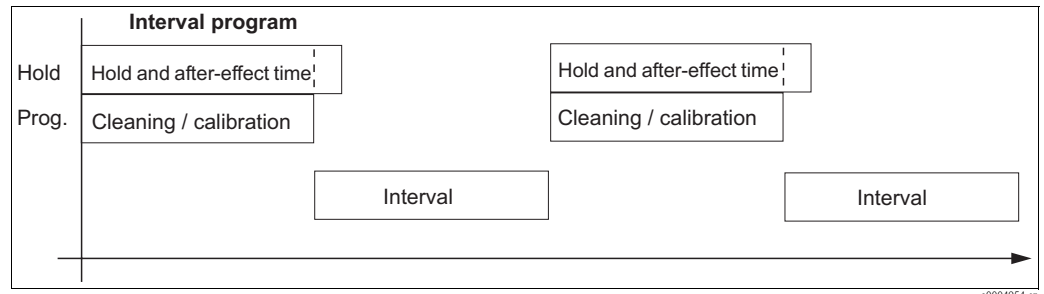 Interval program
Hold Hold and after-effect time Hold and after-effect time
Prog. Cleaning / calibration Cleaning / calibration
Interval Interval